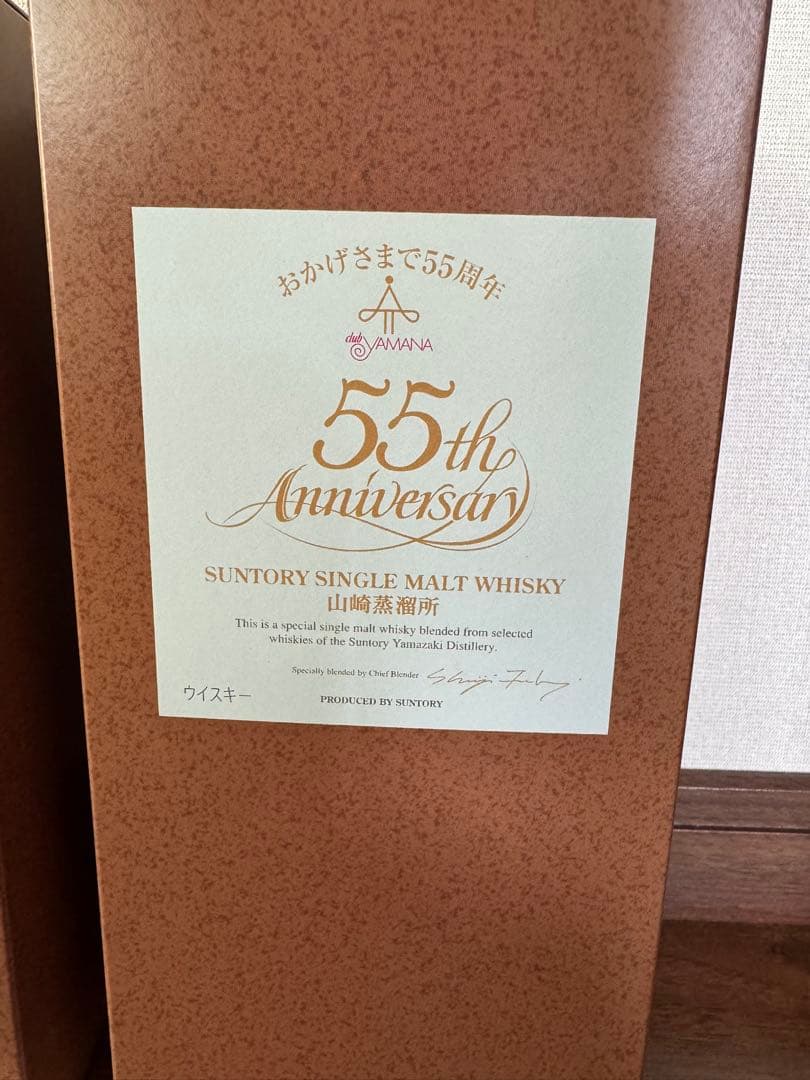 おかげさまで55周年
club YAMANA
55th
Anniversary
SUNTORY SINGLE MALT WHISKY
山崎蒸溜所
This is a special single malt whisky blended from selected
whiskies of the Suntory Yamazaki Distillery.
Specially blended by Chief Blender
ウイスキー
PRODUCED BY SUNTORY